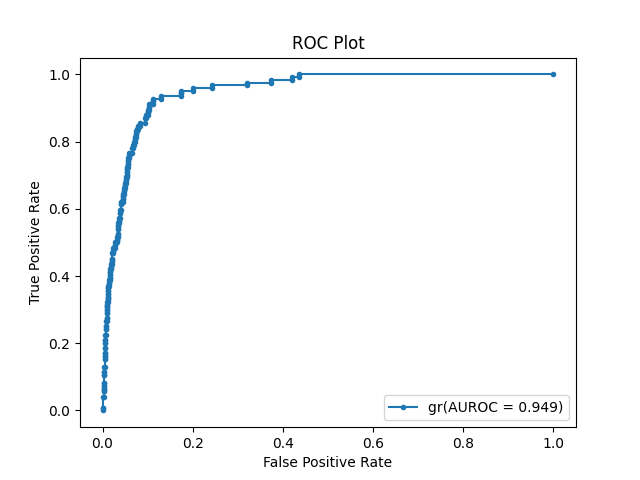 ROC Plot
1.0
0.8
0.6
0.4
0.2
0.0
True Positive Rate
gr(AUROC = 0.949)
0.0 0.2 0.4 0.6 0.8 1.0
False Positive Rate